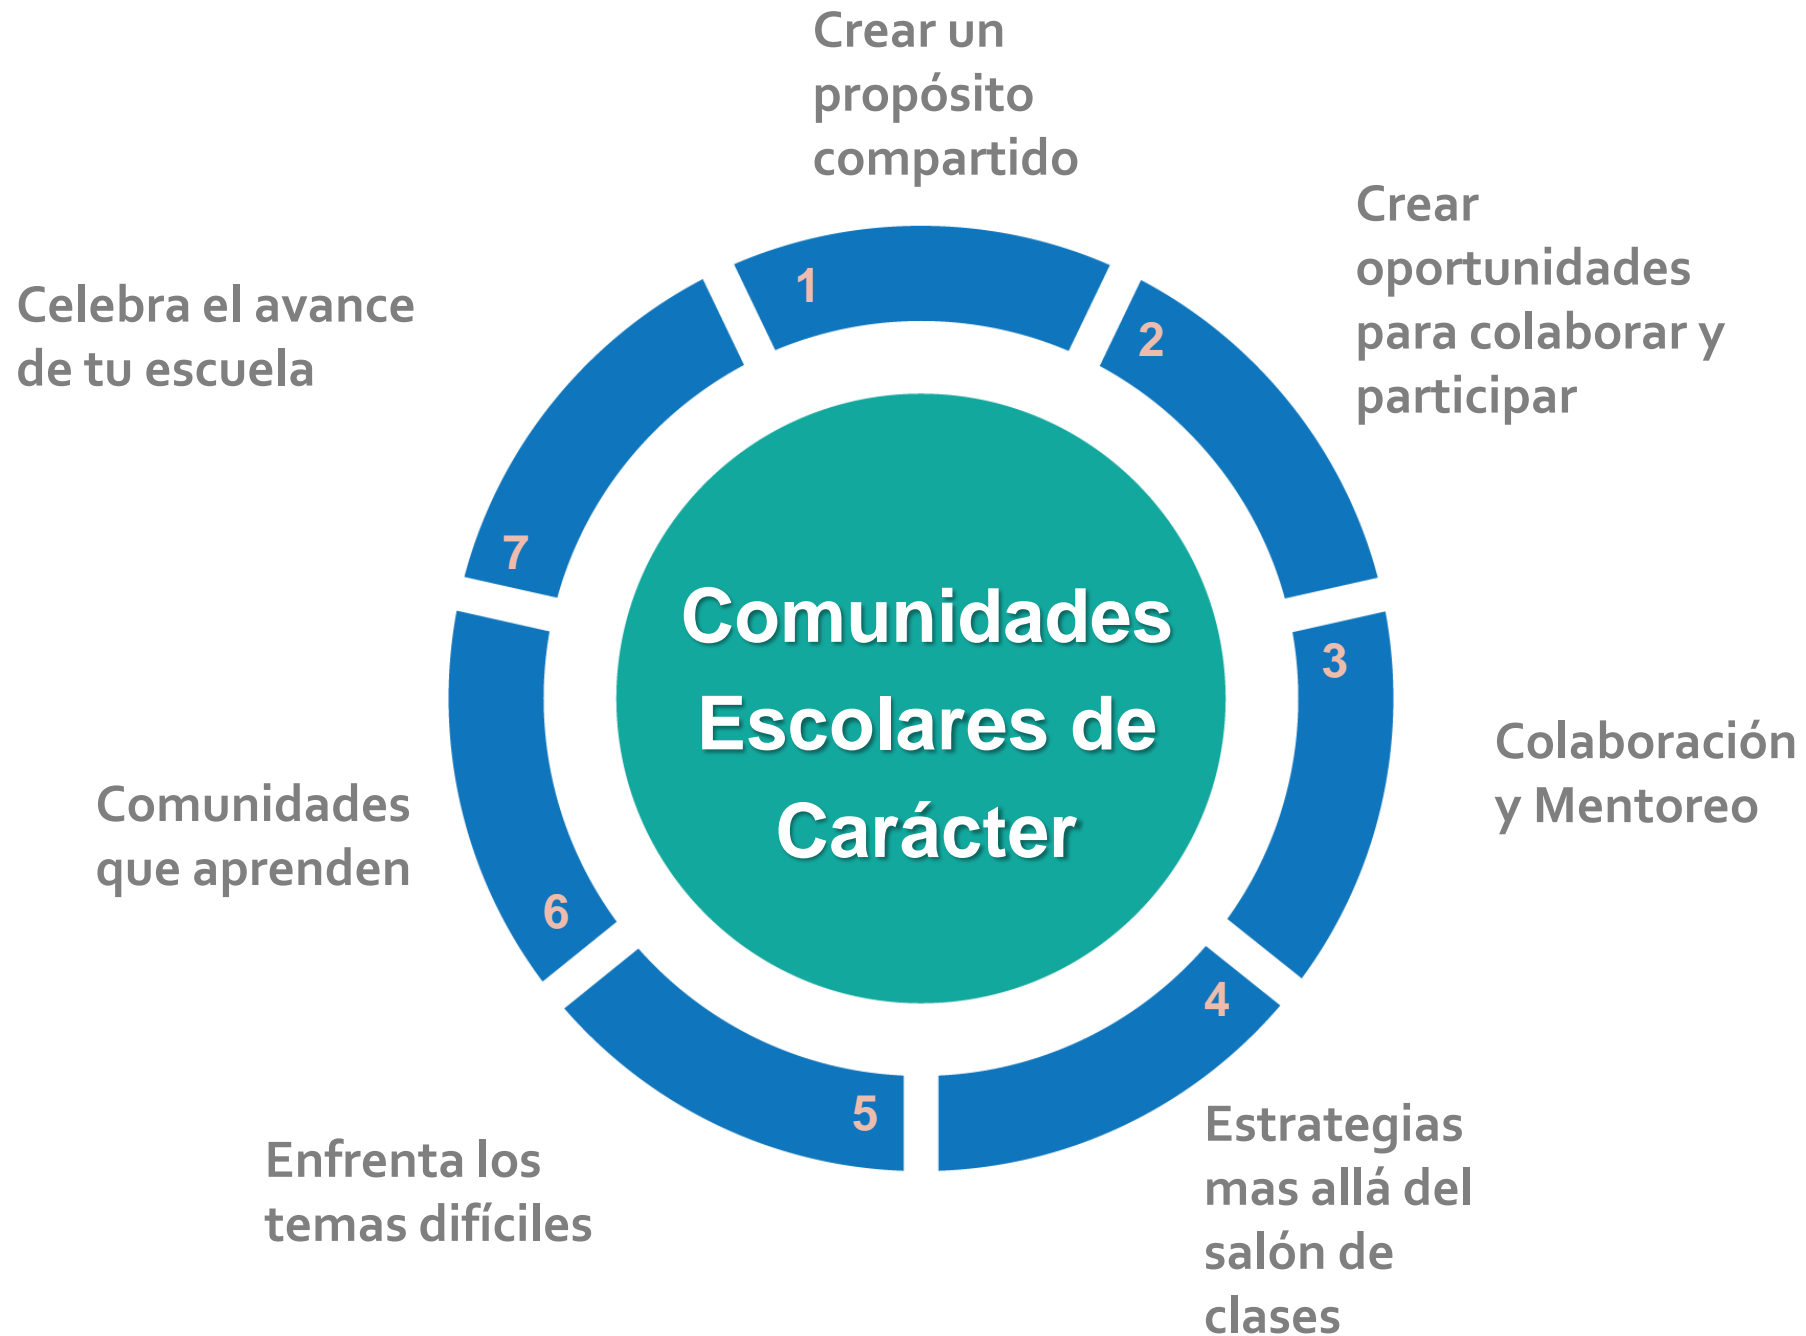 Crear un
propósito
compartido
1
Crear
oportunidades
para colaborar y
participar
2
Colaboración
y Mentoreo
3
Estrategias
mas allá del
salón de
clases
4
Enfrenta los
temas difíciles
5
Comunidades
que aprenden
6
Celebra el avance
de tu escuela
7
Comunidades
Escolares de
Carácter